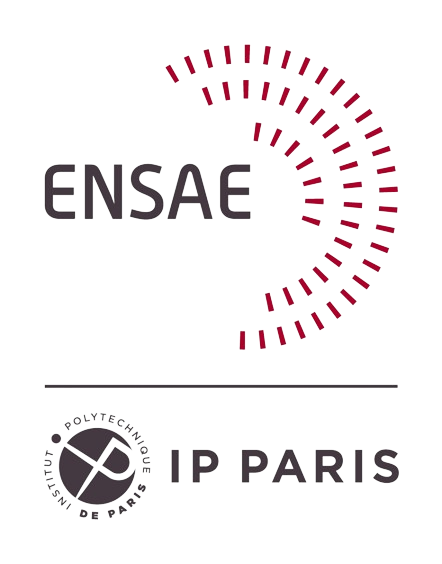 ENSAE
INSTITUT POLYTECHNIQUE
DE PARIS
IP PARIS